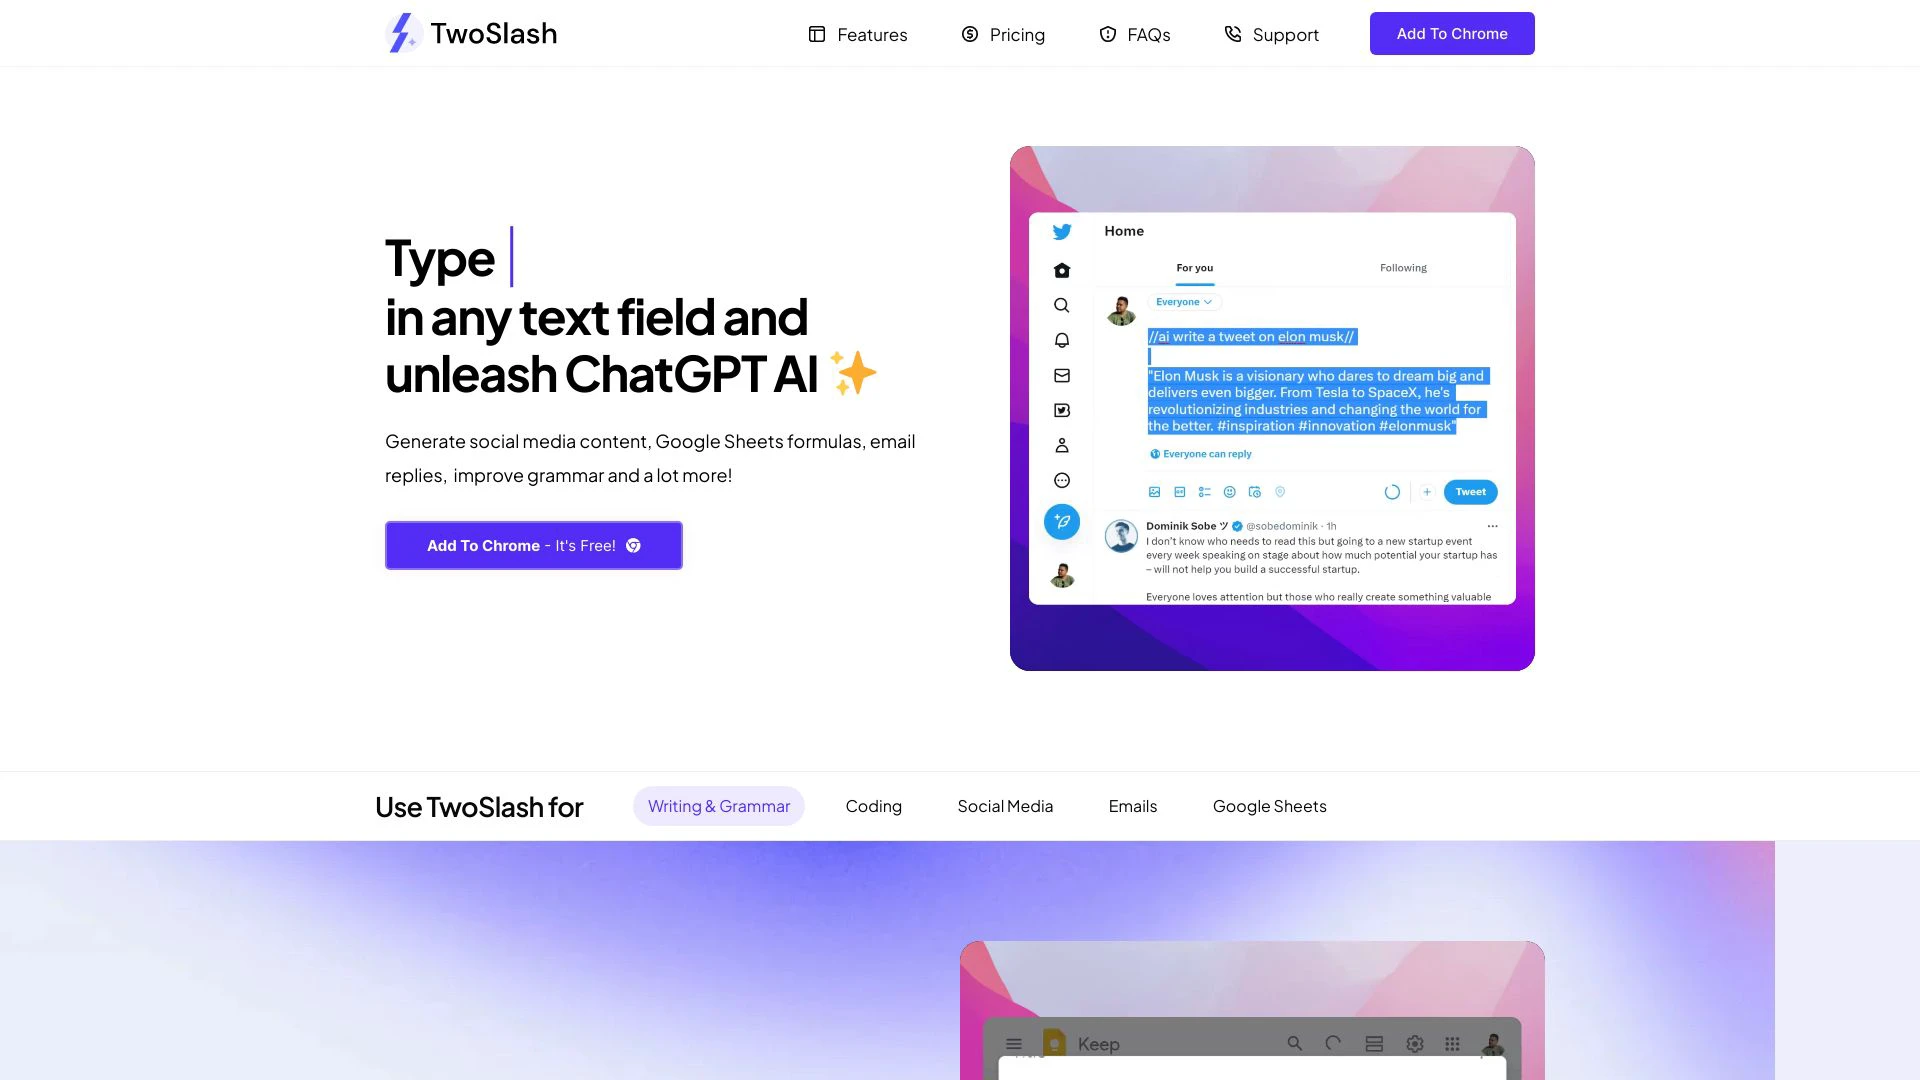 TwoSlash
Features
Pricing
FAQs
Support
Add To Chrome
Type
in any text field and
unleash ChatGPT AI ✨
Generate social media content, Google Sheets formulas, email
replies, improve grammar and a lot more!
Add To Chrome - It's Free!
Home
For you
Following
Everyone
//ai write a tweet on elon musk//
"Elon Musk is a visionary who dares to dream big and
delivers even bigger. From Tesla to SpaceX, he's
revolutionizing industries and changing the world for
the better. #inspiration #innovation #elonmusk"
Everyone can reply
Tweet
Dominik Sobe ツ @sobedominik · 1h
I don't know who needs to read this but going to a new startup event
every week speaking on stage about how much potential your startup has
– will not help you build a successful startup.
Everyone loves attention but those who really create something valuable
Use TwoSlash for
Writing & Grammar
Coding
Social Media
Emails
Google Sheets
Keep